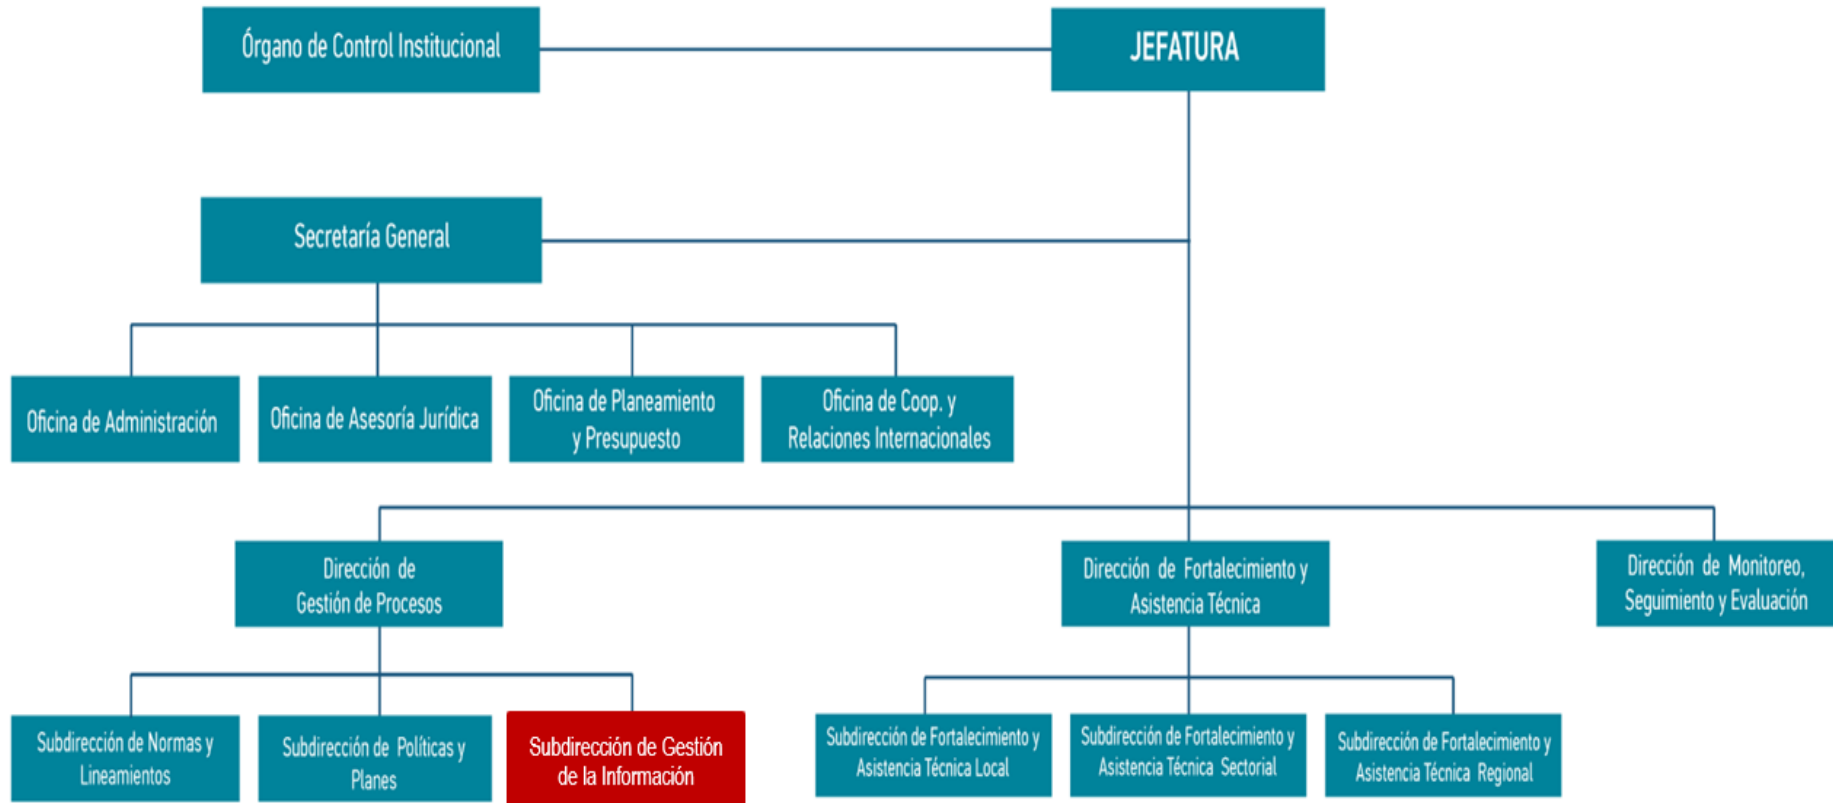 Órgano de Control Institucional
JEFATURA
Secretaría General
Oficina de Administración
Oficina de Asesoría Jurídica
Oficina de Planeamiento
y Presupuesto
Oficina de Coop. y
Relaciones Internacionales
Dirección de
Gestión de Procesos
Dirección de Fortalecimiento y
Asistencia Técnica
Dirección de Monitoreo,
Seguimiento y Evaluación
Subdirección de Normas y
Lineamientos
Subdirección de Políticas y
Planes
Subdirección de Gestión
de la Información
Subdirección de Fortalecimiento y
Asistencia Técnica Local
Subdirección de Fortalecimiento y
Asistencia Técnica Sectorial
Subdirección de Fortalecimiento y
Asistencia Técnica Regional